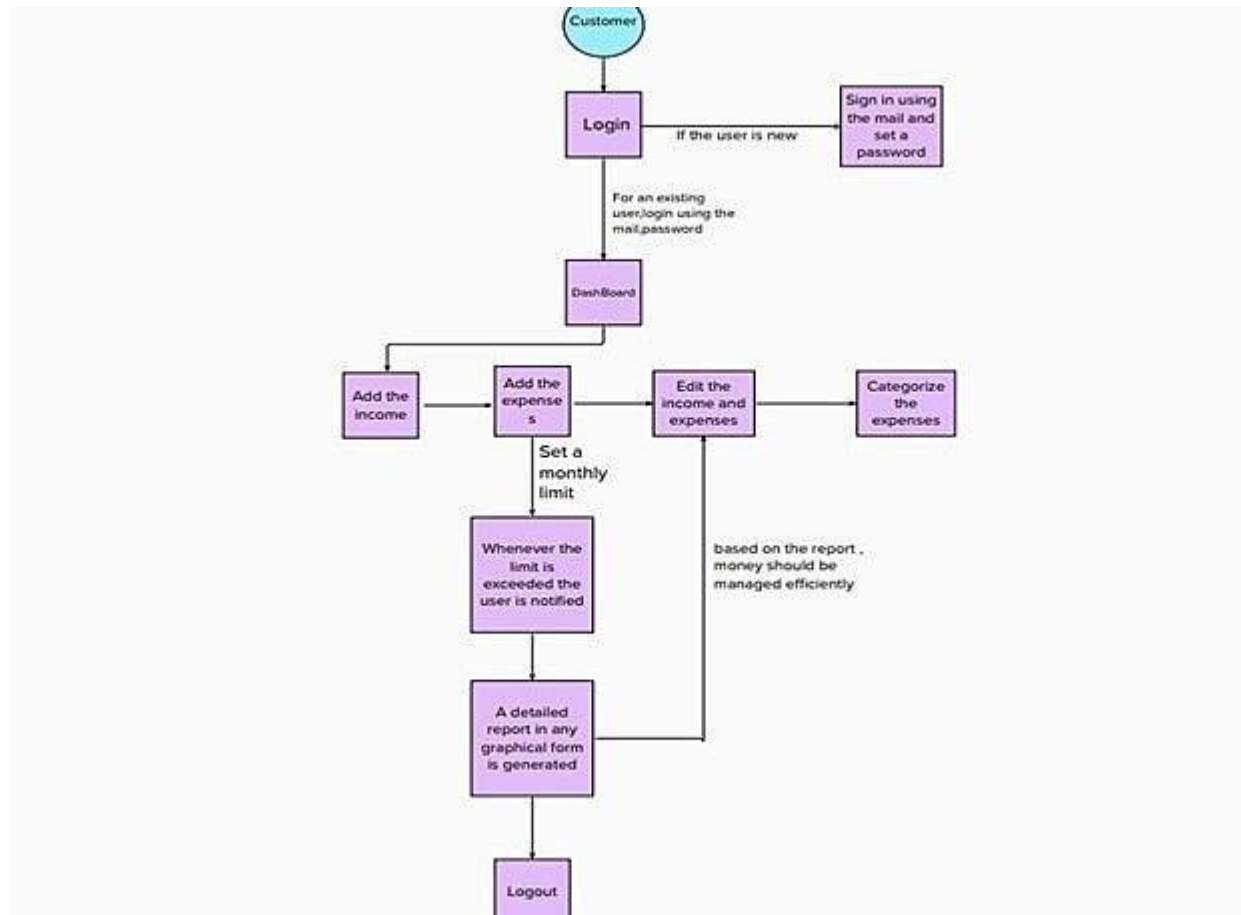 Customer
Login
If the user is new
Sign in using
the mail and
set a
password
For an existing
user,login using the
mail,password
DashBoard
Add the
income
Add the
expense
s
Edit the
income and
expenses
Categorize
the
expenses
Set a
monthly
limit
Whenever the
limit is
exceeded the
user is notified
based on the report ,
money should be
managed efficiently
A detailed
report in any
graphical form
is generated
Logout